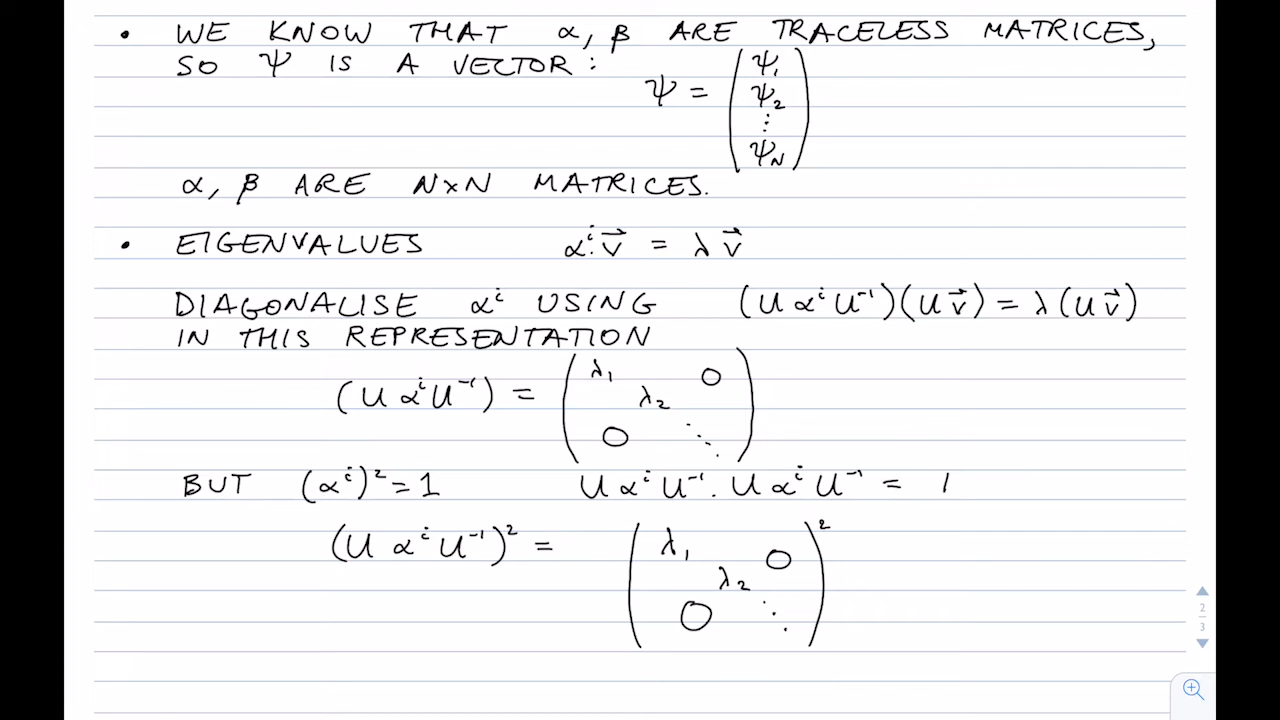 • WE KNOW THAT α, β ARE TRACELESS MATRICES,
SO Ψ IS A VECTOR:
Ψ = (Ψ₁ Ψ₂ ⋮ Ψ_N)
α, β ARE N×N MATRICES.
• EIGENVALUES αⁱ v⃗ = λ v⃗
DIAGONALISE αⁱ USING (U αⁱ U⁻¹)(U v⃗) = λ (U v⃗)
IN THIS REPRESENTATION
(U αⁱ U⁻¹) = (λ₁ 0 λ₂ 0 ⋱)
BUT (αⁱ)² = 1 U αⁱ U⁻¹. U αⁱ U⁻¹ = 1
(U αⁱ U⁻¹)² = (λ₁ 0 λ₂ 0 ⋱)²
2
3